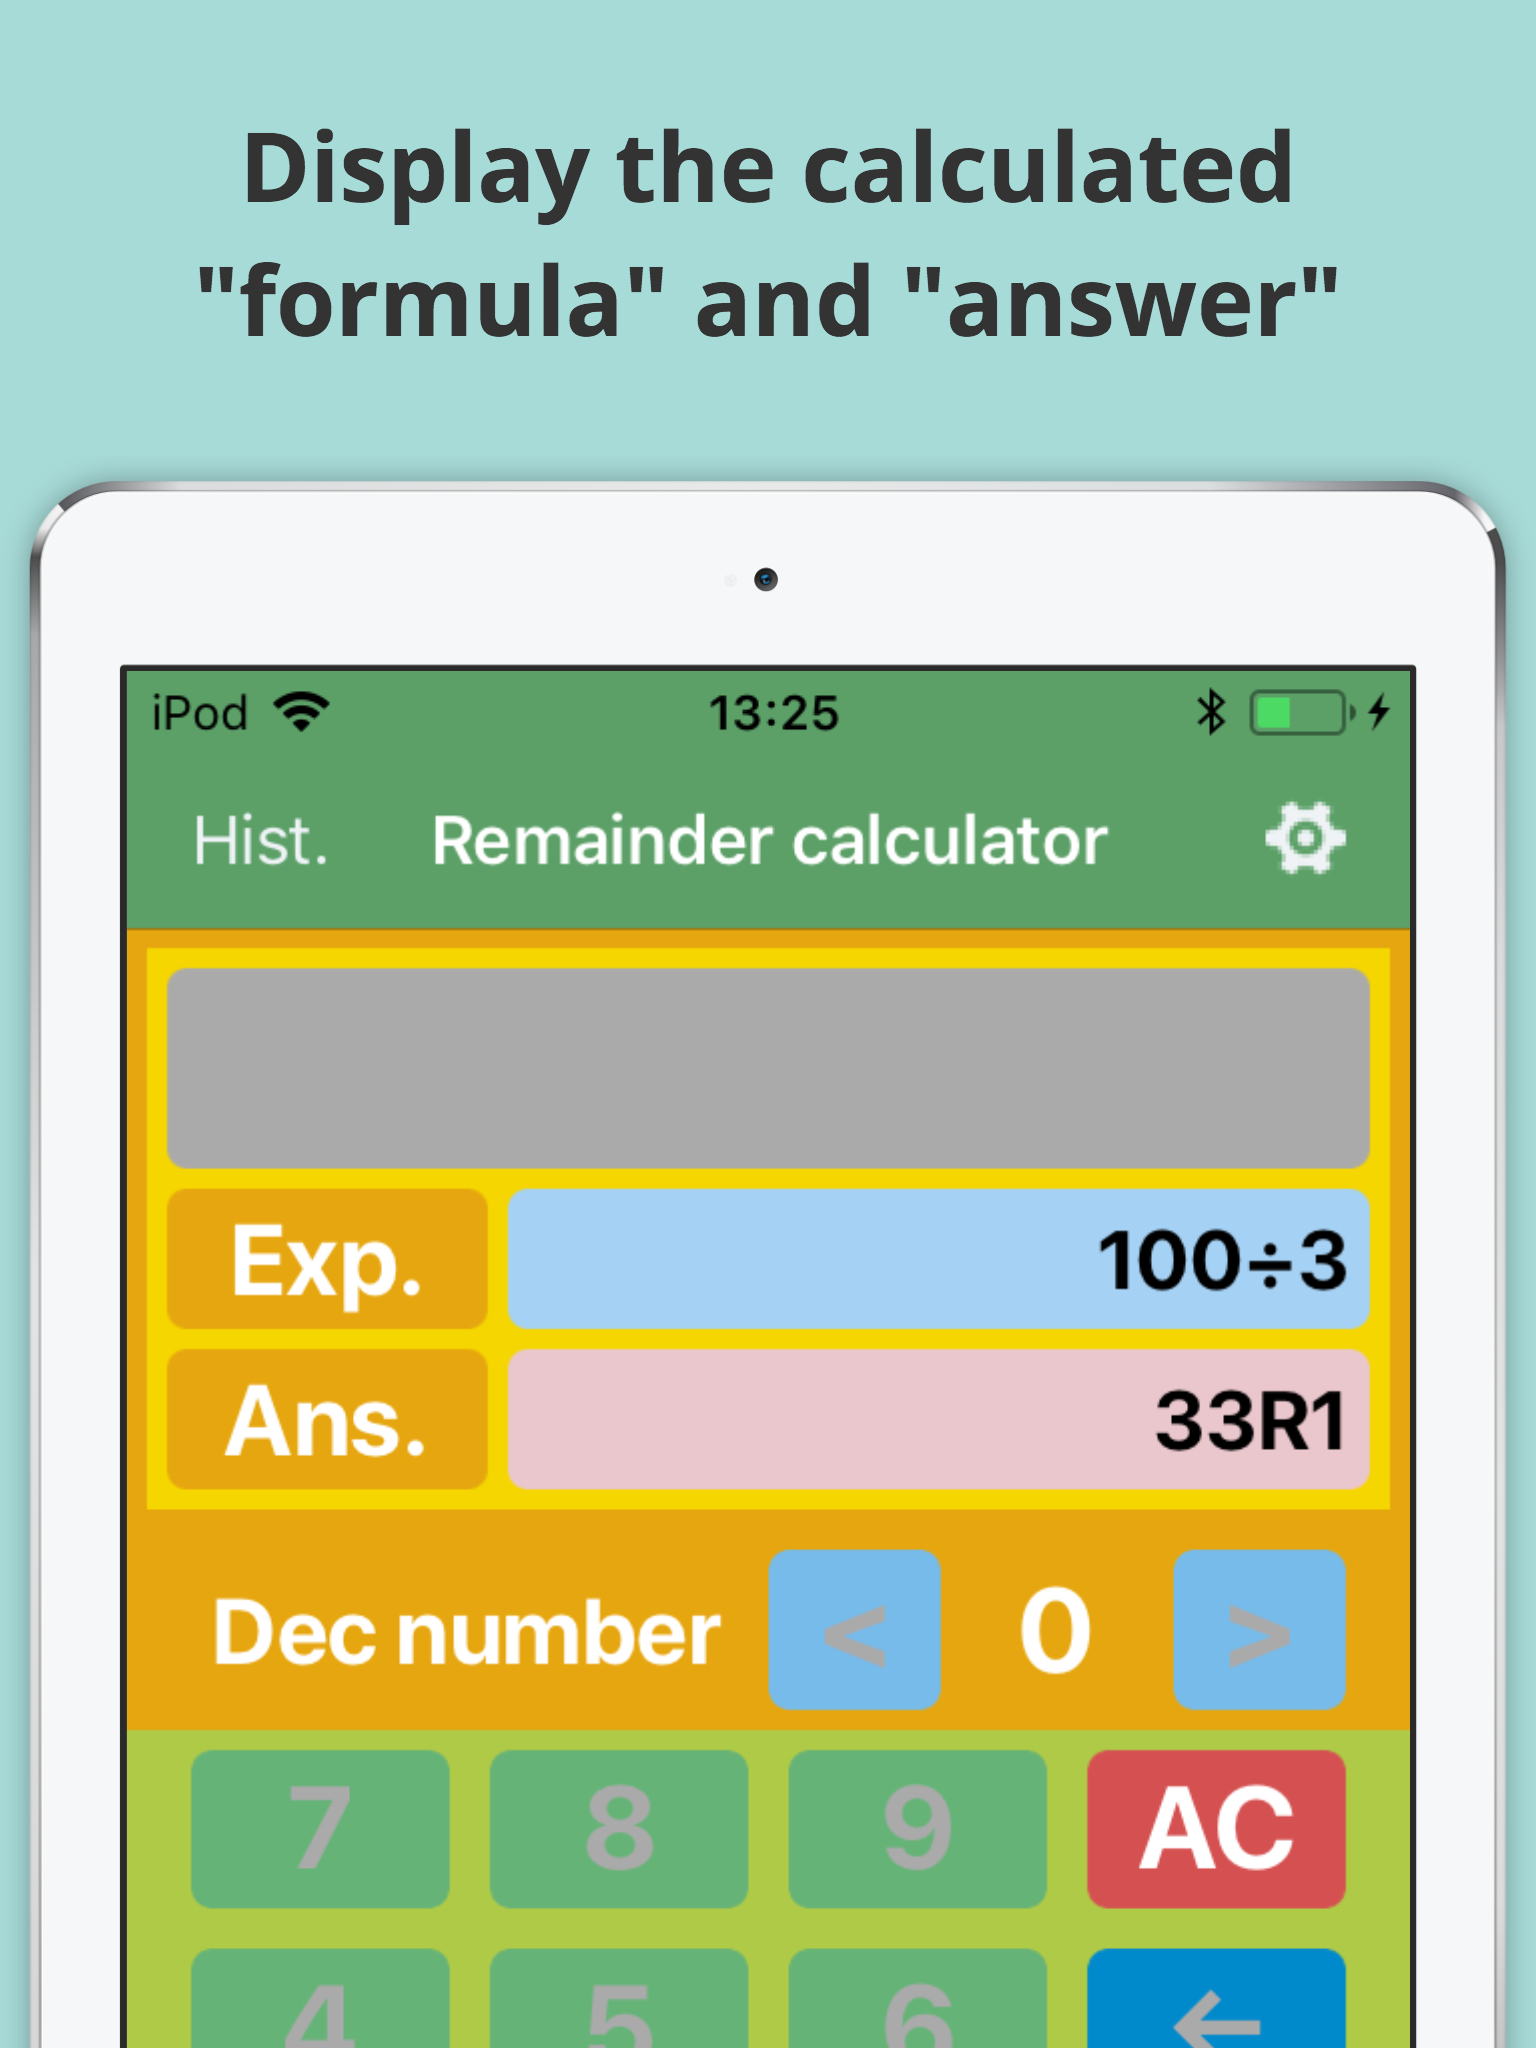 Display the calculated
"formula" and "answer"
iPod 13:25
Hist. Remainder calculator
Exp. 100÷3
Ans. 33R1
Dec number < 0 >
7 8 9 AC
4 5 6 ←